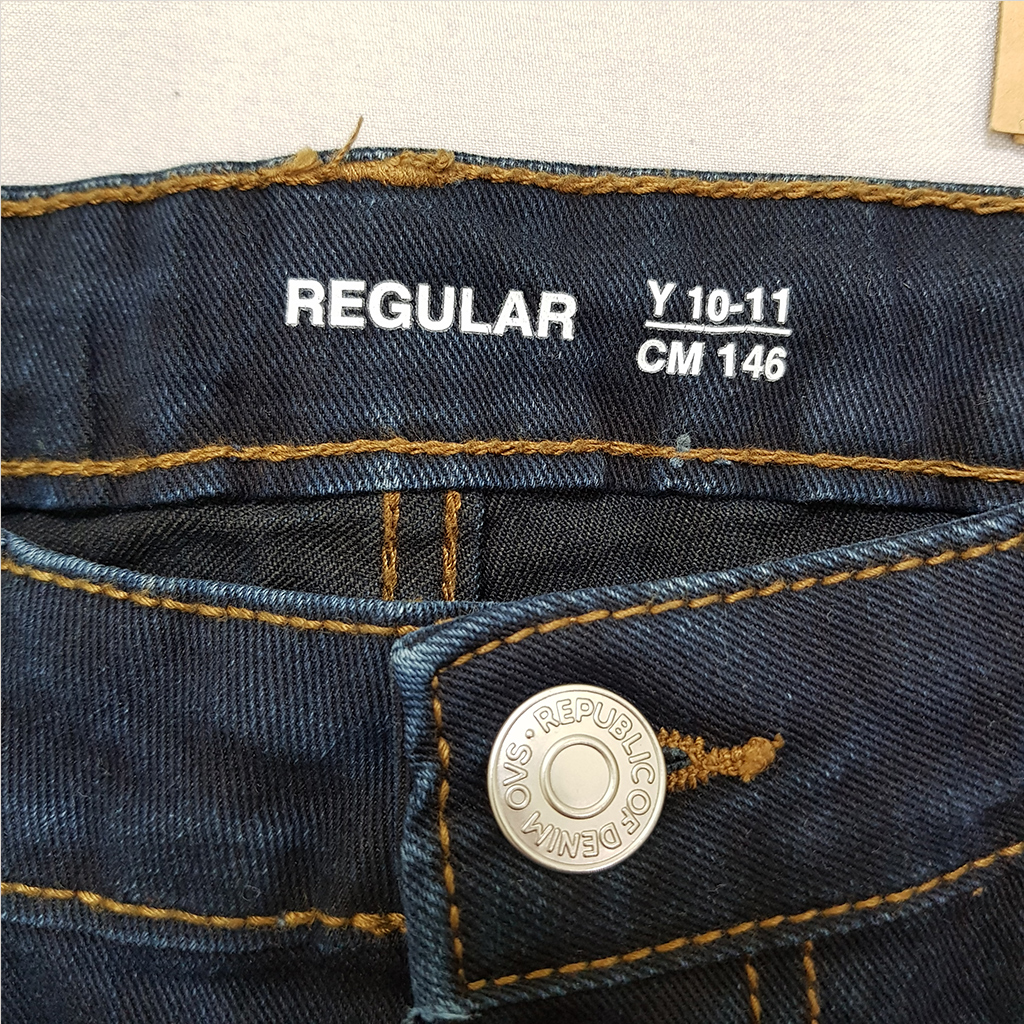 REGULAR
Y 10-11
CM 146
REPUBLIC OF DENIM OVS •